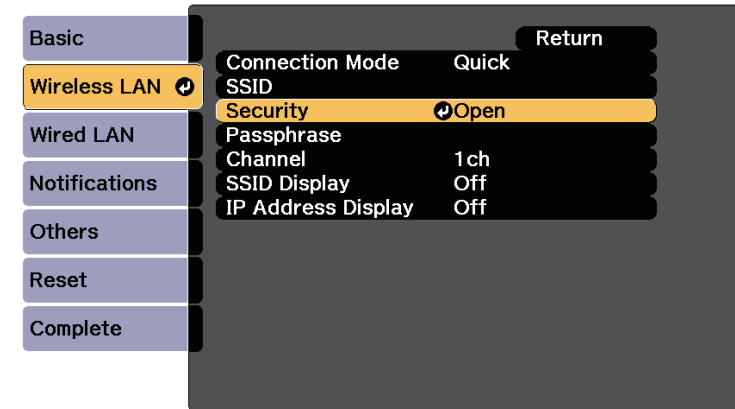 Basic
Wireless LAN
Wired LAN
Notifications
Others
Reset
Complete
Return
Connection Mode Quick
SSID
Security Open
Passphrase
Channel 1ch
SSID Display Off
IP Address Display Off